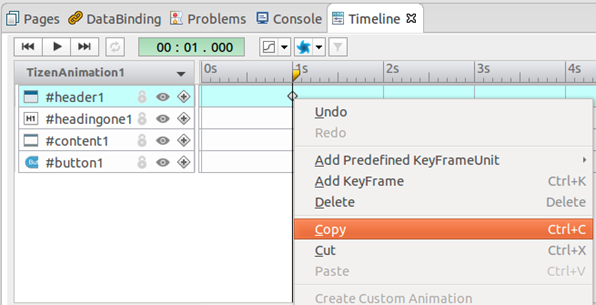 Pages DataBinding Problems Console Timeline
00 : 01 . 000
TizenAnimation1 0s 1s 2s 3s 4s
#header1
#headingone1
#content1
#button1
Undo
Redo
Add Predefined KeyFrameUnit
Add KeyFrame Ctrl+K
Delete Delete
Copy Ctrl+C
Cut Ctrl+X
Paste Ctrl+V
Create Custom Animation